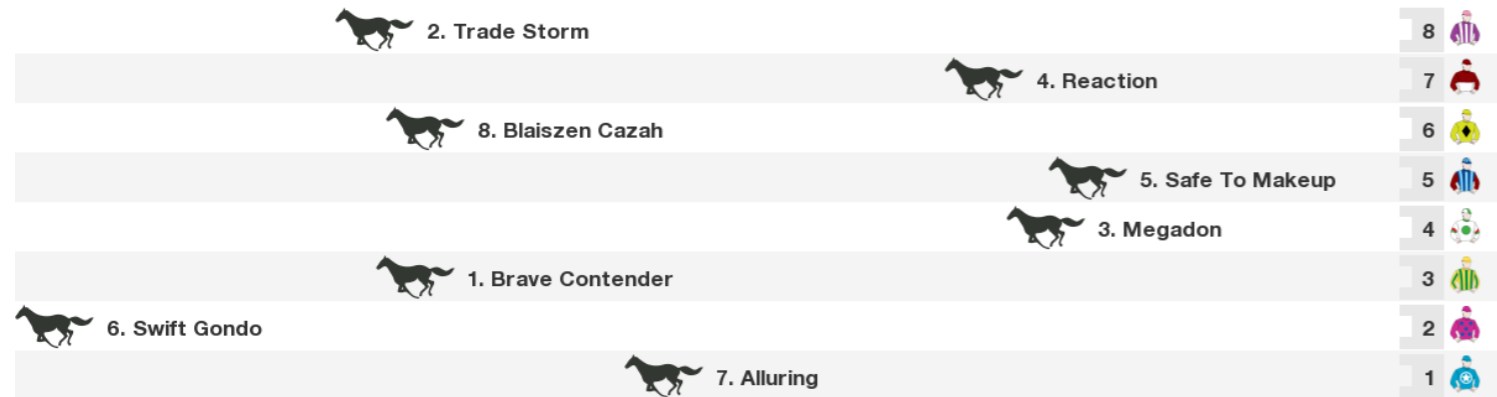 2. Trade Storm 8
4. Reaction 7
8. Blaiszen Cazah 6
5. Safe To Makeup 5
3. Megadon 4
1. Brave Contender 3
6. Swift Gondo 2
7. Alluring 1